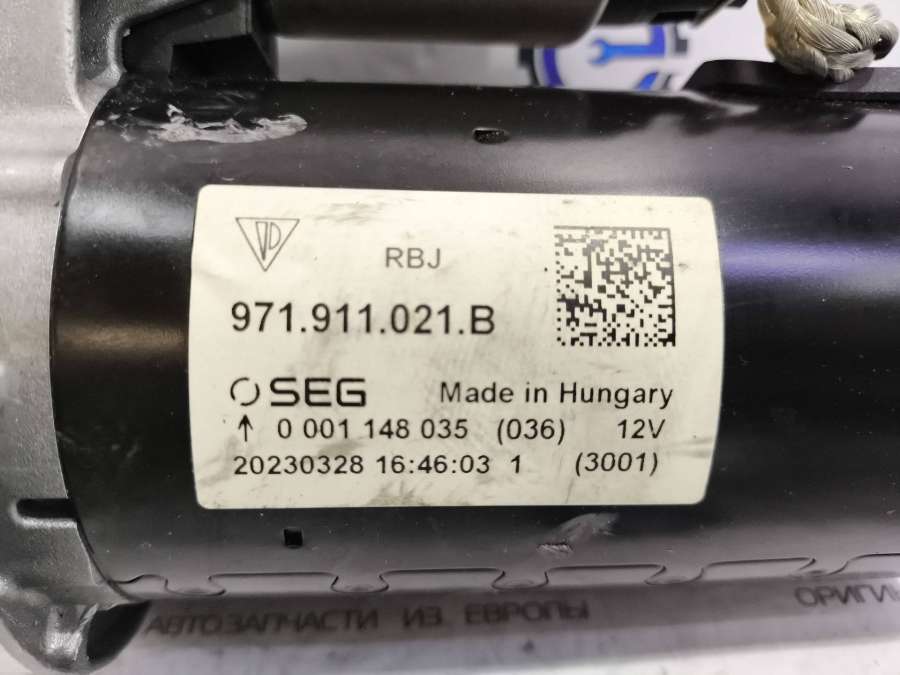 RBJ
971.911.021.B
SEG Made in Hungary
↑ 0 001 148 035 (036) 12V
20230328 16:46:03 1 (3001)
АВТОЗАПЧАСТИ ИЗ ЕВРОПЫ